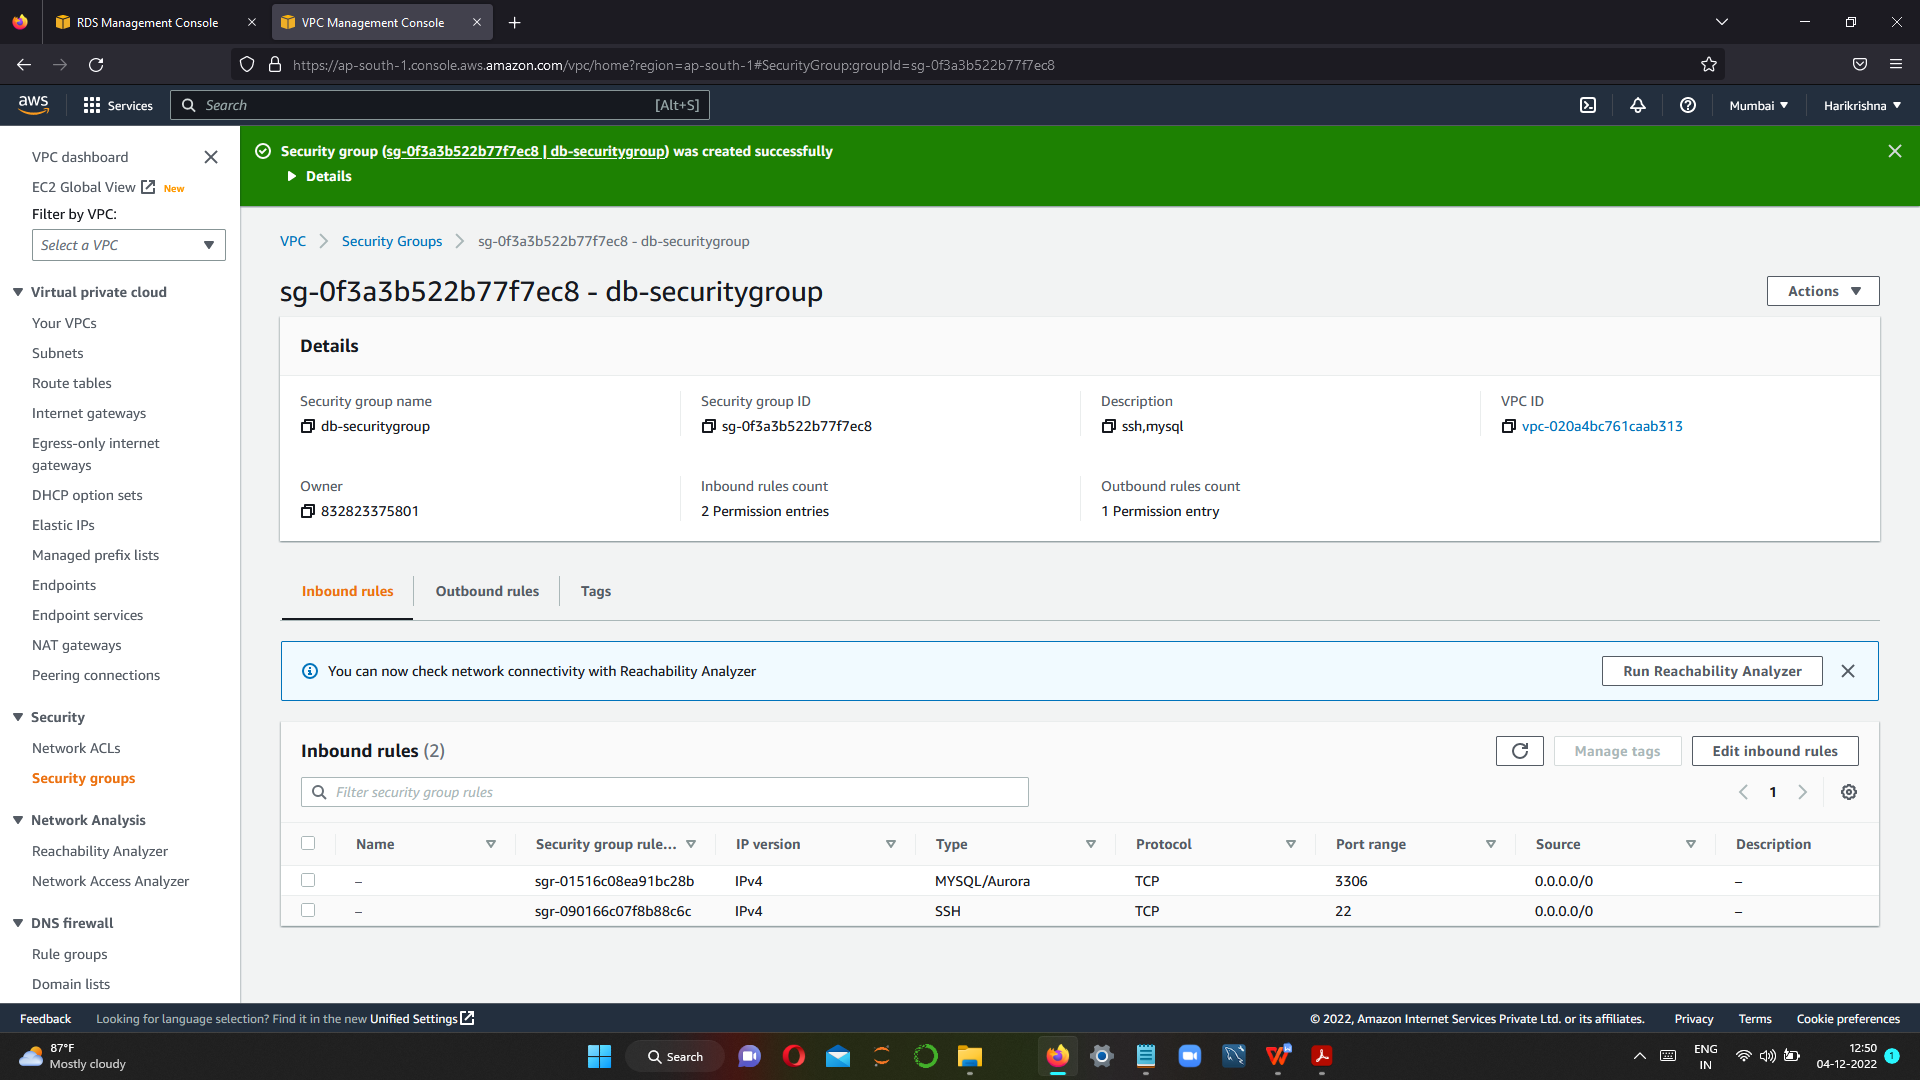 RDS Management Console
VPC Management Console
https://ap-south-1.console.aws.amazon.com/vpc/home?region=ap-south-1#SecurityGroup:groupId=sg-0f3a3b522b77f7ec8
aws
Services
Search
[Alt+S]
Mumbai
Harikrishna
VPC dashboard
EC2 Global View
New
Filter by VPC:
Select a VPC
Virtual private cloud
Your VPCs
Subnets
Route tables
Internet gateways
Egress-only internet
gateways
DHCP option sets
Elastic IPs
Managed prefix lists
Endpoints
Endpoint services
NAT gateways
Peering connections
Security
Network ACLs
Security groups
Network Analysis
Reachability Analyzer
Network Access Analyzer
DNS firewall
Rule groups
Domain lists
Security group (sg-0f3a3b522b77f7ec8 | db-securitygroup) was created successfully
Details
VPC
Security Groups
sg-0f3a3b522b77f7ec8 - db-securitygroup
sg-0f3a3b522b77f7ec8 - db-securitygroup
Actions
Details
Security group name
db-securitygroup
Security group ID
sg-0f3a3b522b77f7ec8
Description
ssh,mysql
VPC ID
vpc-020a4bc761caab313
Owner
832823375801
Inbound rules count
2 Permission entries
Outbound rules count
1 Permission entry
Inbound rules
Outbound rules
Tags
You can now check network connectivity with Reachability Analyzer
Run Reachability Analyzer
Inbound rules (2)
Manage tags
Edit inbound rules
Filter security group rules
1
Name Security group rule... IP version Type Protocol Port range Source Description
– sgr-01516c08ea91bc28b IPv4 MYSQL/Aurora TCP 3306 0.0.0.0/0 –
– sgr-090166c07f8b88c6c IPv4 SSH TCP 22 0.0.0.0/0 –
Feedback
Looking for language selection? Find it in the new Unified Settings
© 2022, Amazon Internet Services Private Ltd. or its affiliates.
Privacy
Terms
Cookie preferences
87°F
Mostly cloudy
Search
ENG
IN
12:50
04-12-2022
1